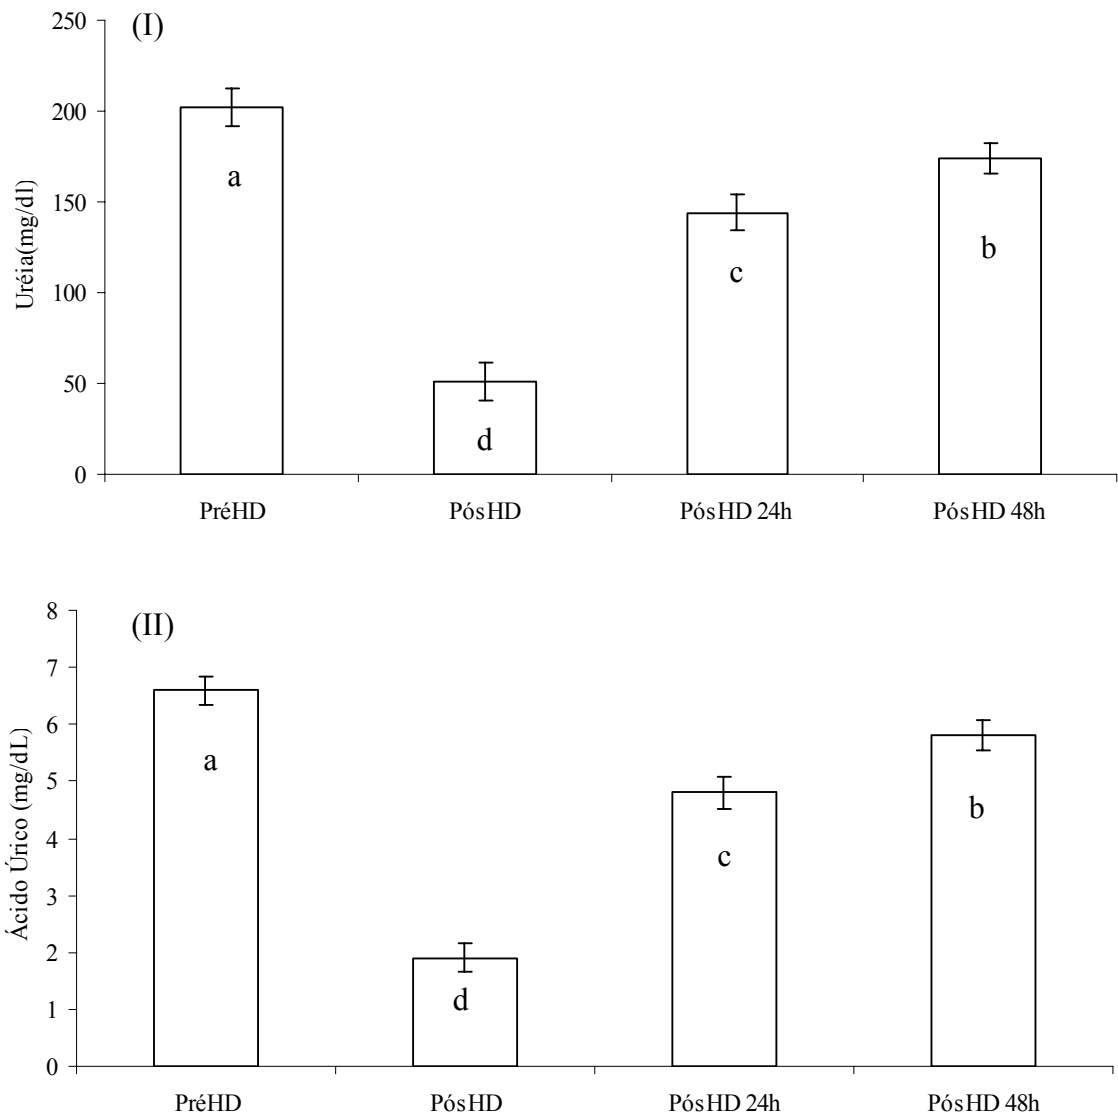 (I)
250
200
150
100
50
0
Uréia(mg/dl)
a
d
c
b
PréHD
PósHD
PósHD 24h
PósHD 48h
(II)
8
7
6
5
4
3
2
1
0
Ácido Úrico (mg/dL)
a
d
c
b
PréHD
PósHD
PósHD 24h
PósHD 48h